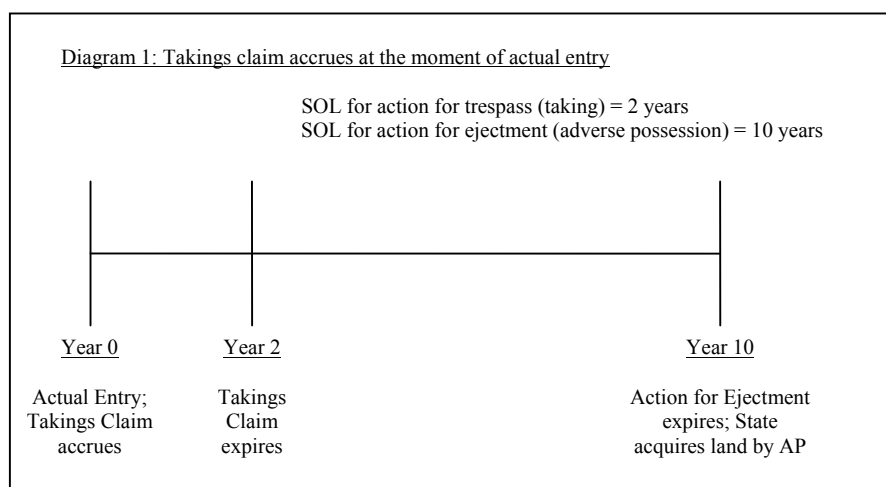 Diagram 1: Takings claim accrues at the moment of actual entry
SOL for action for trespass (taking) = 2 years
SOL for action for ejectment (adverse possession) = 10 years
Year 0
Actual Entry;
Takings Claim
accrues
Year 2
Takings
Claim
expires
Year 10
Action for Ejectment
expires; State
acquires land by AP